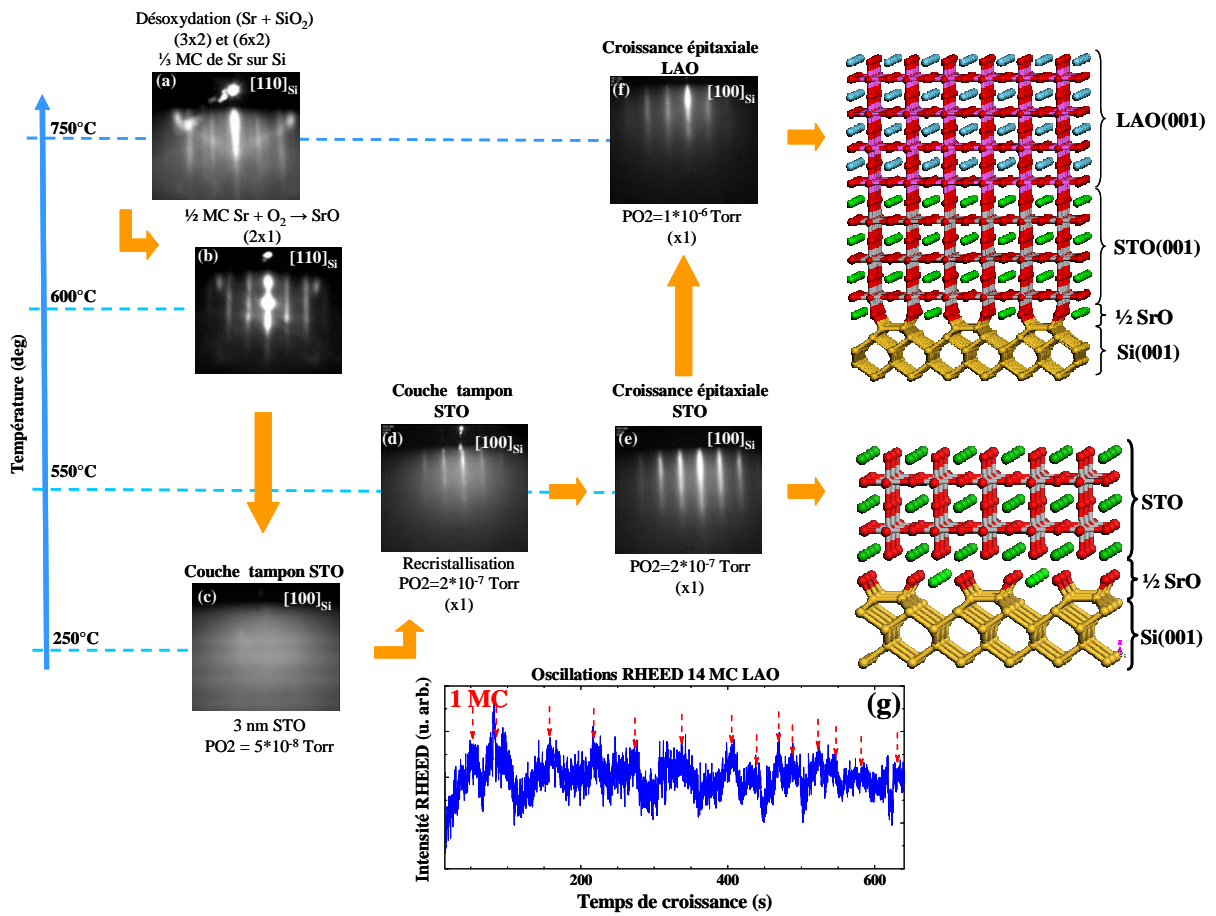 Désoxydation (Sr + SiO2)
(3x2) et (6x2)
⅓ MC de Sr sur Si
(a)
[110]Si
750°C
½ MC Sr + O2 → SrO
(2x1)
(b)
[110]Si
600°C
Température (deg)
550°C
250°C
Couche tampon STO
(c)
[100]Si
3 nm STO
PO2 = 5*10-8 Torr
Couche tampon
STO
(d)
[100]Si
Recristallisation
PO2=2*10-7 Torr
(x1)
Croissance épitaxiale
STO
(e)
[100]Si
PO2=2*10-7 Torr
(x1)
Croissance épitaxiale
LAO
(f)
[100]Si
PO2=1*10-6 Torr
(x1)
LAO(001)
STO(001)
½ SrO
Si(001)
STO
½ SrO
Si(001)
Oscillations RHEED 14 MC LAO
1 MC
(g)
Intensité RHEED (u. arb.)
200
400
600
Temps de croissance (s)